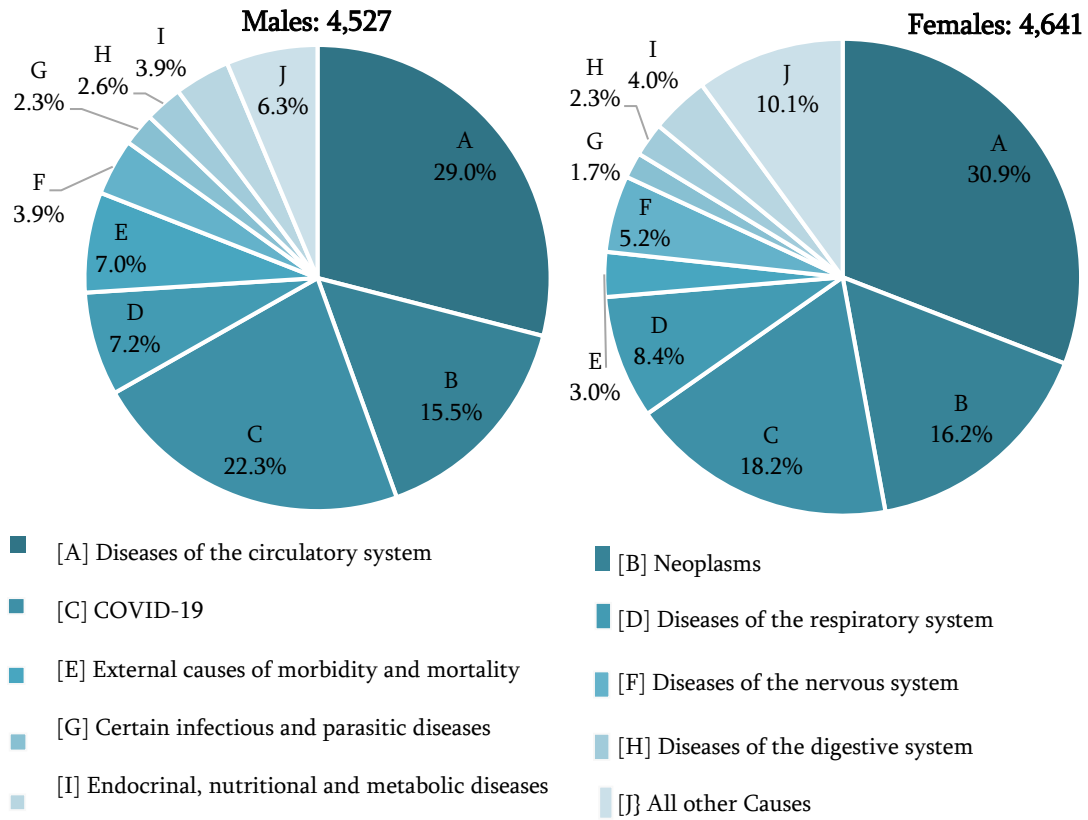 Males: 4,527
A
29.0%
B
15.5%
C
22.3%
D
7.2%
E
7.0%
F
3.9%
G
2.3%
H
2.6%
I
3.9%
J
6.3%
Females: 4,641
A
30.9%
B
16.2%
C
18.2%
D
8.4%
E
3.0%
F
5.2%
G
1.7%
H
2.3%
I
4.0%
J
10.1%
[A] Diseases of the circulatory system
[B] Neoplasms
[C] COVID-19
[D] Diseases of the respiratory system
[E] External causes of morbidity and mortality
[F] Diseases of the nervous system
[G] Certain infectious and parasitic diseases
[H] Diseases of the digestive system
[I] Endocrinal, nutritional and metabolic diseases
[J} All other Causes